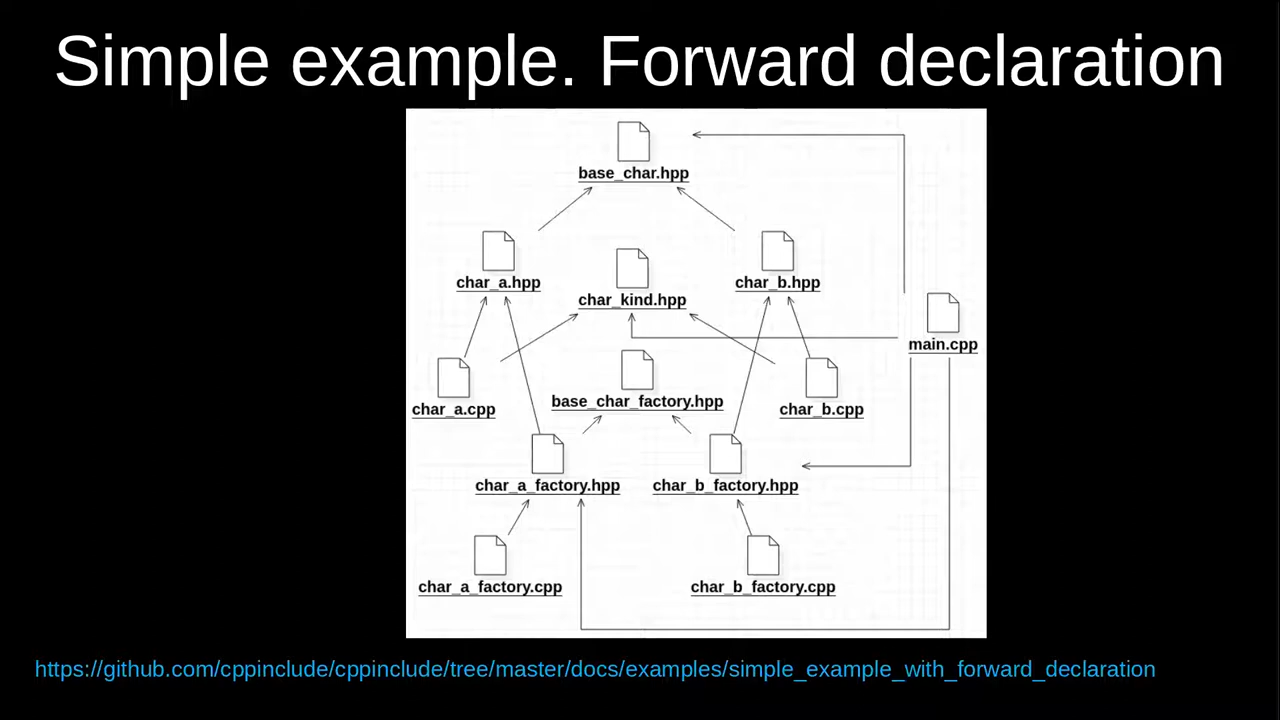 Simple example. Forward declaration
base_char.hpp
char_a.hpp
char_kind.hpp
char_b.hpp
main.cpp
char_a.cpp
base_char_factory.hpp
char_b.cpp
char_a_factory.hpp
char_b_factory.hpp
char_a_factory.cpp
char_b_factory.cpp
https://github.com/cppinclude/cppinclude/tree/master/docs/examples/simple_example_with_forward_declaration